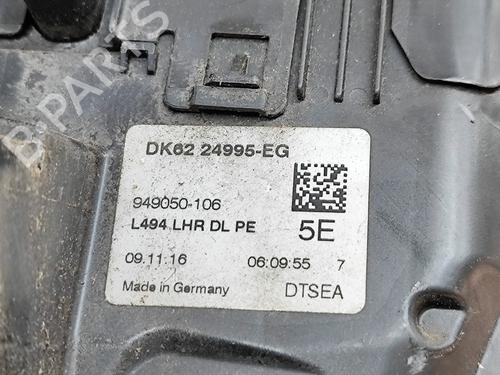 DK62 24995-EG
949050-106
L494 LHR DL PE 5E
09.11.16 06:09:55 7
Made in Germany DTSEA
B-PARTS